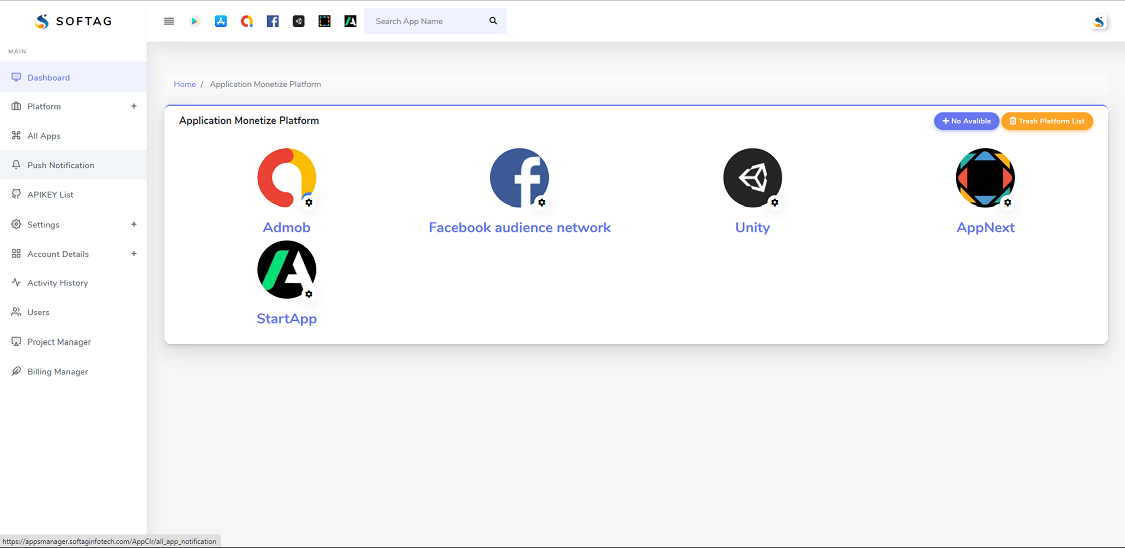 SOFTAG
Search App Name
MAIN
Dashboard
Platform +
All Apps
Push Notification
APIKEY List
Settings +
Account Details +
Activity History
Users
Project Manager
Billing Manager
Home / Application Monetize Platform
Application Monetize Platform
+ No Avalible
Trash Platform List
Admob
Facebook audience network
Unity
AppNext
StartApp
https://appsmanager.softaginfotech.com/AppClr/all_app_notification